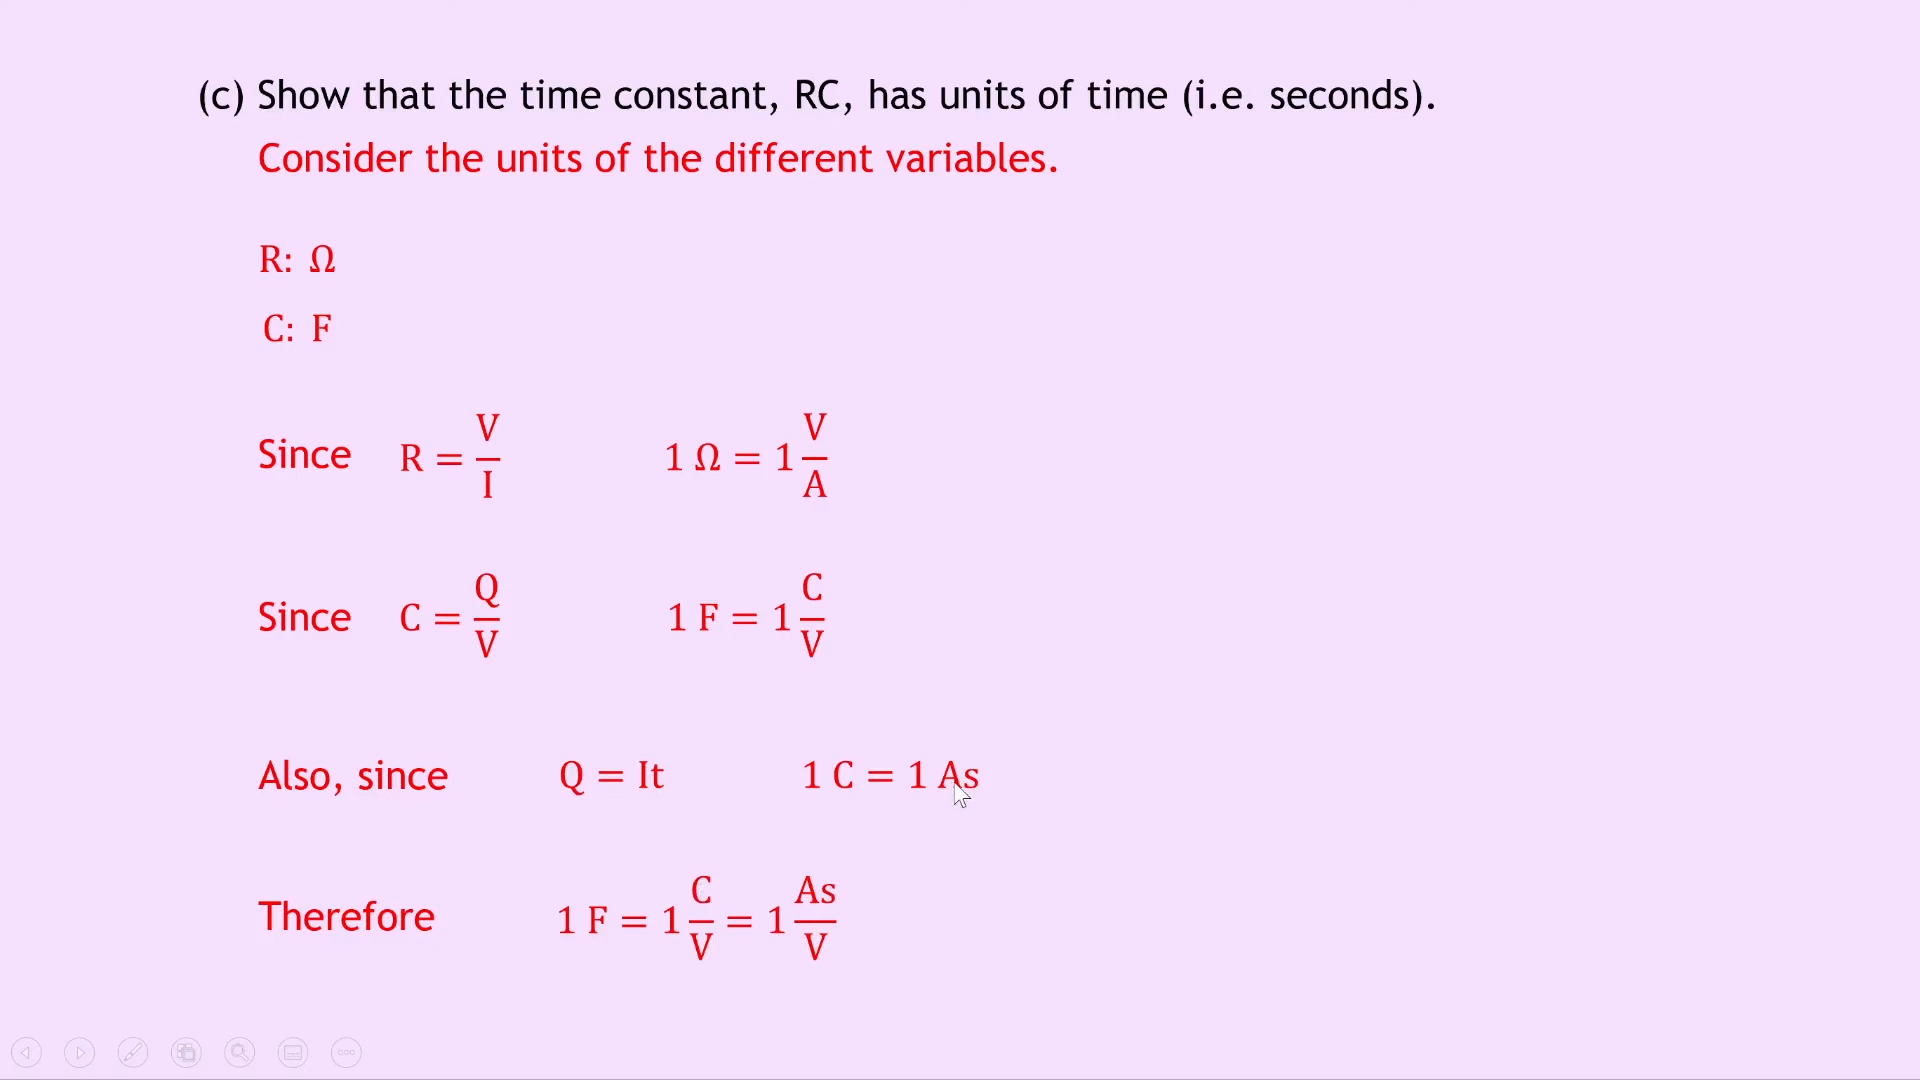 (c) Show that the time constant, RC, has units of time (i.e. seconds).
Consider the units of the different variables.
R: Ω
C: F
Since R = V/I 1 Ω = 1 V/A
Since C = Q/V 1 F = 1 C/V
Also, since Q = It 1 C = 1 As
Therefore 1 F = 1 C/V = 1 As/V